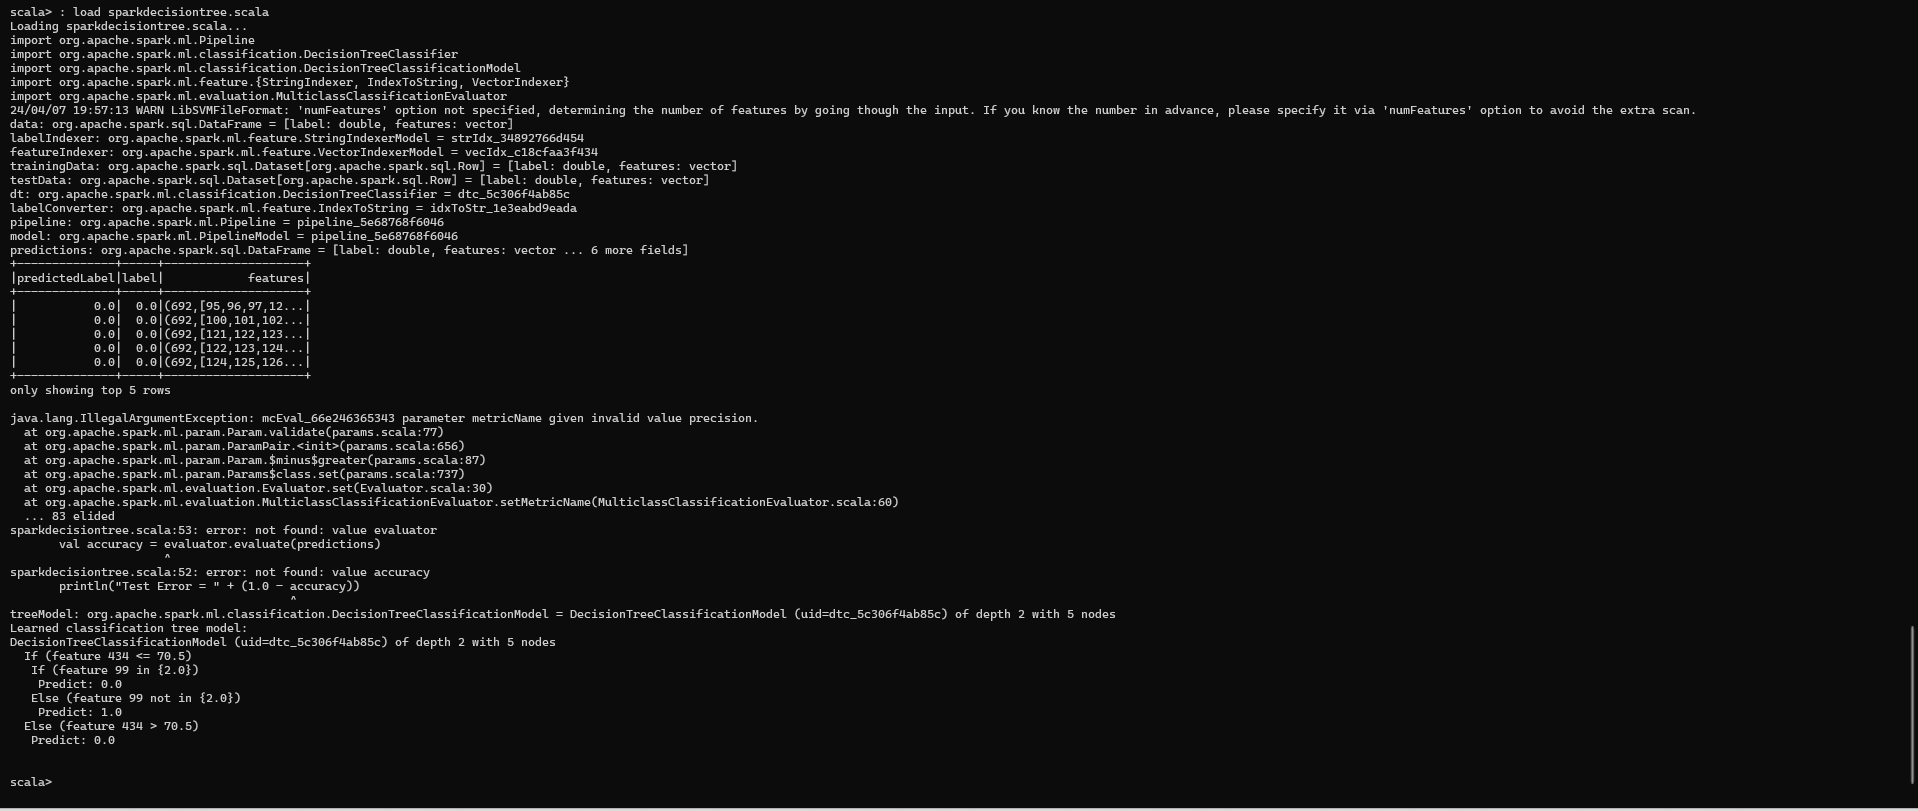 scala> : load sparkdecisiontree.scala
Loading sparkdecisiontree.scala...
import org.apache.spark.ml.Pipeline
import org.apache.spark.ml.classification.DecisionTreeClassifier
import org.apache.spark.ml.classification.DecisionTreeClassificationModel
import org.apache.spark.ml.feature.{StringIndexer, IndexToString, VectorIndexer}
import org.apache.spark.ml.evaluation.MulticlassClassificationEvaluator
24/04/07 19:57:13 WARN LibSVMFileFormat: 'numFeatures' option not specified, determining the number of features by going though the input. If you know the number in advance, please specify it via 'numFeatures' option to avoid the extra scan.
data: org.apache.spark.sql.DataFrame = [label: double, features: vector]
labelIndexer: org.apache.spark.ml.feature.StringIndexerModel = strIdx_34892766d454
featureIndexer: org.apache.spark.ml.feature.VectorIndexerModel = vecIdx_c18cfaa3f434
trainingData: org.apache.spark.sql.Dataset[org.apache.spark.sql.Row] = [label: double, features: vector]
testData: org.apache.spark.sql.Dataset[org.apache.spark.sql.Row] = [label: double, features: vector]
dt: org.apache.spark.ml.classification.DecisionTreeClassifier = dtc_5c306f4ab85c
labelConverter: org.apache.spark.ml.feature.IndexToString = idxToStr_1e3eabd9eada
pipeline: org.apache.spark.ml.Pipeline = pipeline_5e68768f6046
model: org.apache.spark.ml.PipelineModel = pipeline_5e68768f6046
predictions: org.apache.spark.sql.DataFrame = [label: double, features: vector ... 6 more fields]
+--------------+-----+--------------------+
|predictedLabel|label|            features|
+--------------+-----+--------------------+
|           0.0|  0.0|(692,[95,96,97,12...|
|           0.0|  0.0|(692,[100,101,102...|
|           0.0|  0.0|(692,[121,122,123...|
|           0.0|  0.0|(692,[122,123,124...|
|           0.0|  0.0|(692,[124,125,126...|
+--------------+-----+--------------------+
only showing top 5 rows

java.lang.IllegalArgumentException: mcEval_66e246365343 parameter metricName given invalid value precision.
  at org.apache.spark.ml.param.Param.validate(params.scala:77)
  at org.apache.spark.ml.param.ParamPair.<init>(params.scala:656)
  at org.apache.spark.ml.param.Param.$minus$greater(params.scala:87)
  at org.apache.spark.ml.param.Params$class.set(params.scala:737)
  at org.apache.spark.ml.evaluation.Evaluator.set(Evaluator.scala:30)
  at org.apache.spark.ml.evaluation.MulticlassClassificationEvaluator.setMetricName(MulticlassClassificationEvaluator.scala:60)
  ... 83 elided
sparkdecisiontree.scala:53: error: not found: value evaluator
       val accuracy = evaluator.evaluate(predictions)
                      ^
sparkdecisiontree.scala:52: error: not found: value accuracy
       println("Test Error = " + (1.0 - accuracy))
                                        ^
treeModel: org.apache.spark.ml.classification.DecisionTreeClassificationModel = DecisionTreeClassificationModel (uid=dtc_5c306f4ab85c) of depth 2 with 5 nodes
Learned classification tree model:
DecisionTreeClassificationModel (uid=dtc_5c306f4ab85c) of depth 2 with 5 nodes
  If (feature 434 <= 70.5)
   If (feature 99 in {2.0})
    Predict: 0.0
   Else (feature 99 not in {2.0})
    Predict: 1.0
  Else (feature 434 > 70.5)
   Predict: 0.0

scala>